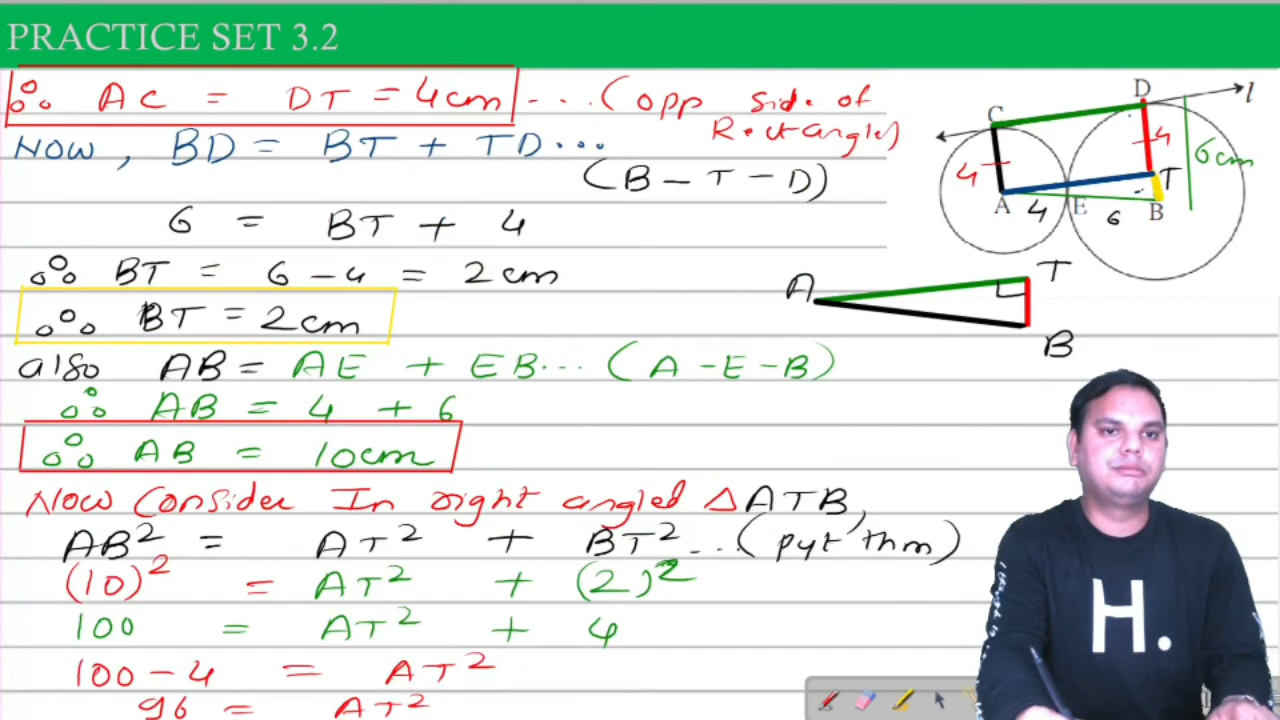 PRACTICE SET 3.2
∴ AC = DT = 4cm ... (opp side of
Rectangle)
Now, BD = BT + TD ...
(B - T - D)
6 = BT + 4
∴ BT = 6 - 4 = 2cm
∴ BT = 2cm
also AB = AE + EB ... (A - E - B)
∴ AB = 4 + 6
∴ AB = 10cm
Now Consider In right angled △ATB,
AB² = AT² + BT² ... (pyt thm)
(10)² = AT² + (2)²
100 = AT² + 4
100 - 4 = AT²
96 = AT²
D
l
C
4
6cm
4
T
A
4
E
6
B
T
A
B
H.